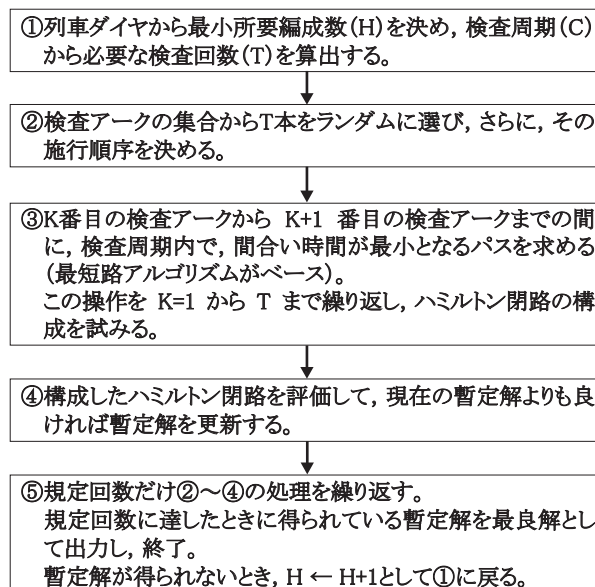 ①列車ダイヤから最小所要編成数(H)を決め, 検査周期(C)
から必要な検査回数(T)を算出する。
②検査アークの集合からT本をランダムに選び, さらに, その
施行順序を決める。
③K番目の検査アークから K+1 番目の検査アークまでの間
に, 検査周期内で, 間合い時間が最小となるパスを求める
(最短路アルゴリズムがベース)。
この操作を K=1 から T まで繰り返し, ハミルトン閉路の構
成を試みる。
④構成したハミルトン閉路を評価して, 現在の暫定解よりも良
ければ暫定解を更新する。
⑤規定回数だけ②～④の処理を繰り返す。
規定回数に達したときに得られている暫定解を最良解とし
て出力し, 終了。
暫定解が得られないとき, H ← H+1として①に戻る。